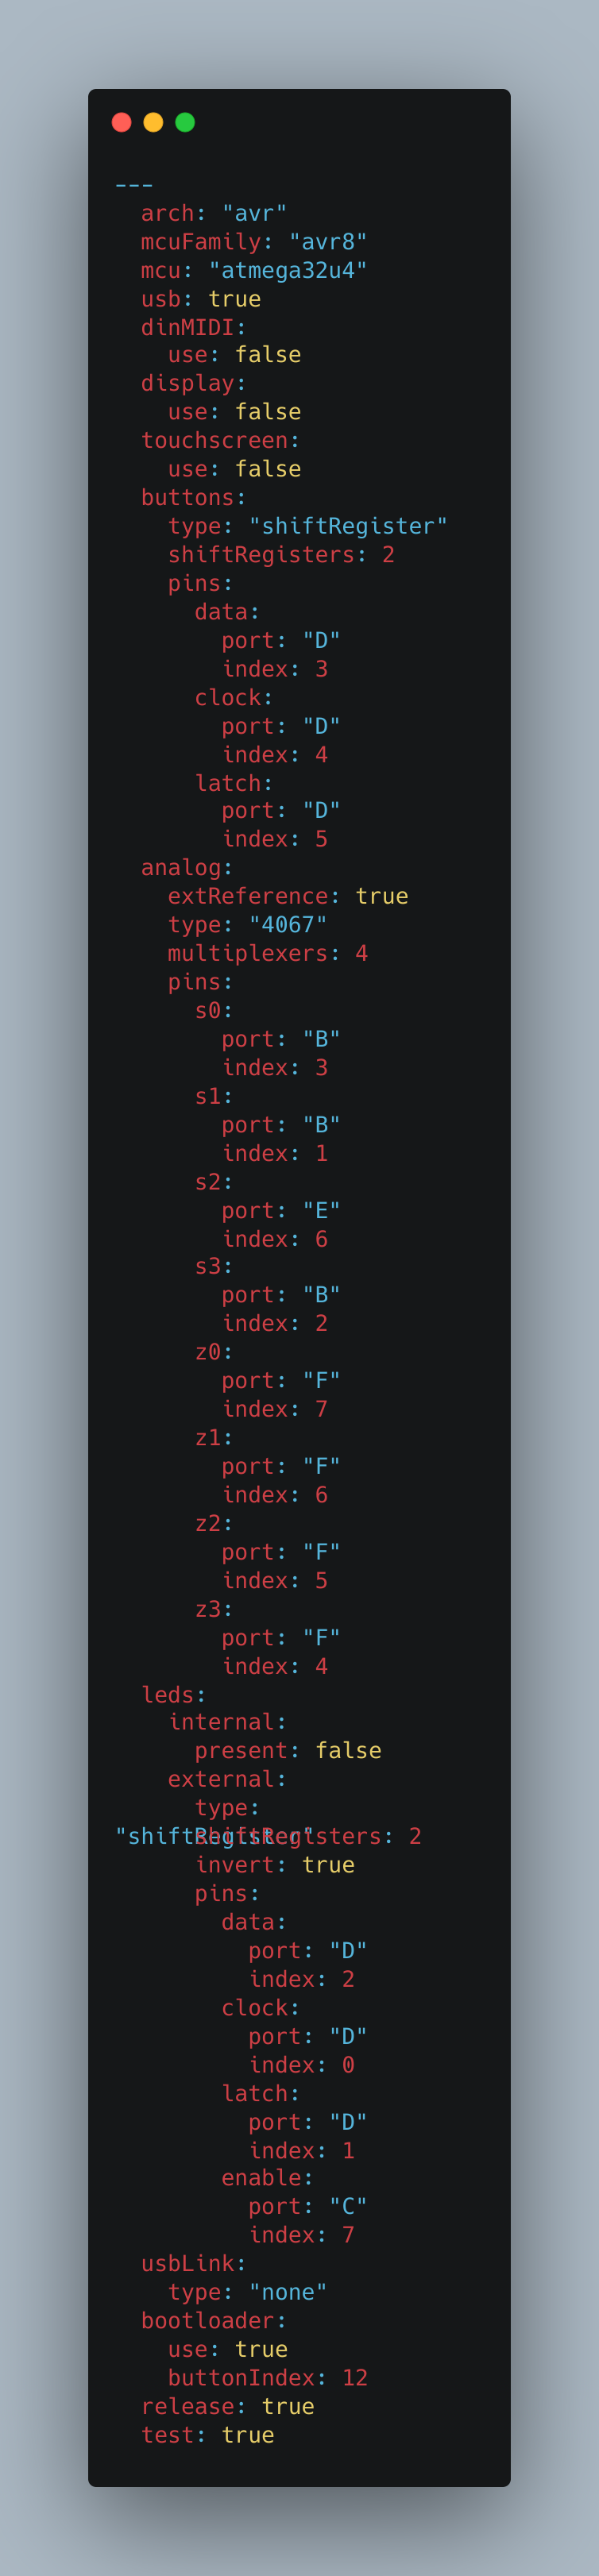 ---
  arch: "avr"
  mcuFamily: "avr8"
  mcu: "atmega32u4"
  usb: true
  dinMIDI:
    use: false
  display:
    use: false
  touchscreen:
    use: false
  buttons:
    type: "shiftRegister"
    shiftRegisters: 2
    pins:
      data:
        port: "D"
        index: 3
      clock:
        port: "D"
        index: 4
      latch:
        port: "D"
        index: 5
  analog:
    extReference: true
    type: "4067"
    multiplexers: 4
    pins:
      s0:
        port: "B"
        index: 3
      s1:
        port: "B"
        index: 1
      s2:
        port: "E"
        index: 6
      s3:
        port: "B"
        index: 2
      z0:
        port: "F"
        index: 7
      z1:
        port: "F"
        index: 6
      z2:
        port: "F"
        index: 5
      z3:
        port: "F"
        index: 4
  leds:
    internal:
      present: false
    external:
      type:
"shiftRegister"
      shiftRegisters: 2
      invert: true
      pins:
        data:
          port: "D"
          index: 2
        clock:
          port: "D"
          index: 0
        latch:
          port: "D"
          index: 1
        enable:
          port: "C"
          index: 7
  usbLink:
    type: "none"
  bootloader:
    use: true
    buttonIndex: 12
  release: true
  test: true